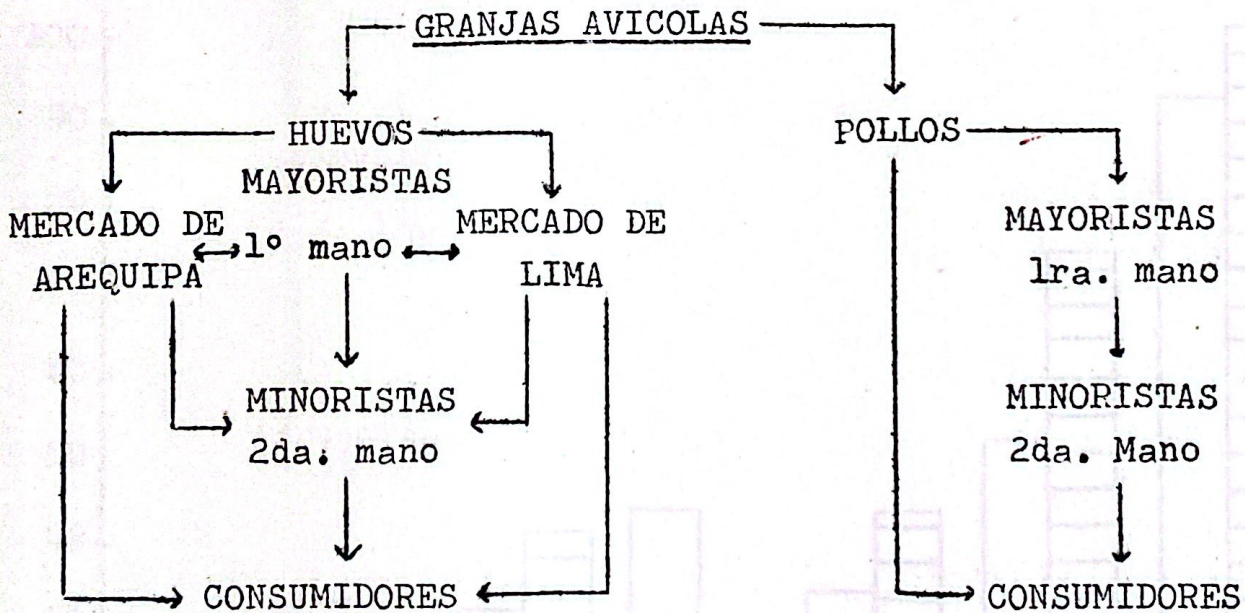 GRANJAS AVICOLAS
HUEVOS
MAYORISTAS
MERCADO DE
AREQUIPA
1º mano
MERCADO DE
LIMA
MINORISTAS
2da. mano
CONSUMIDORES
POLLOS
MAYORISTAS
1ra. mano
MINORISTAS
2da. Mano
CONSUMIDORES